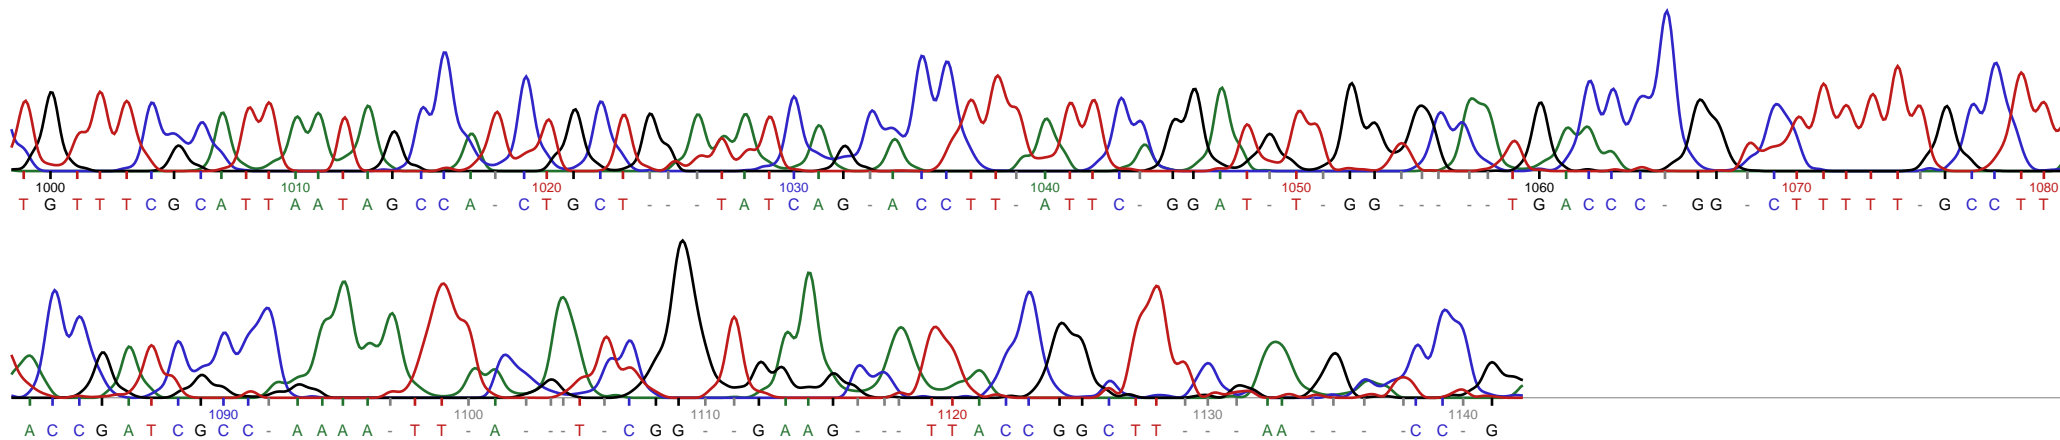 1000 1010 1020 1030 1040 1050 1060 1070 1080
T G T T T C G C A T T A A T A G C C A - C T G C T - - - T A T C A G - A C C T T - A T T C - G G A T - T - G G - - - - - T G A C C C - G G - C T T T T T - G C C T T
1090 1100 1110 1120 1130 1140
A C C G A T C G C C - A A A A - T T - A - - - T - C G G - - G A A G - - - T T A C C G G C T T - - - A A - - - - C C - G